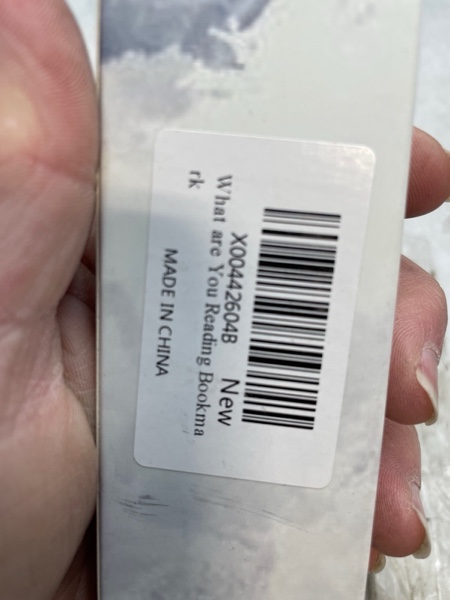 X00442604B New
What are You Reading Bookma
rk
MADE IN CHINA